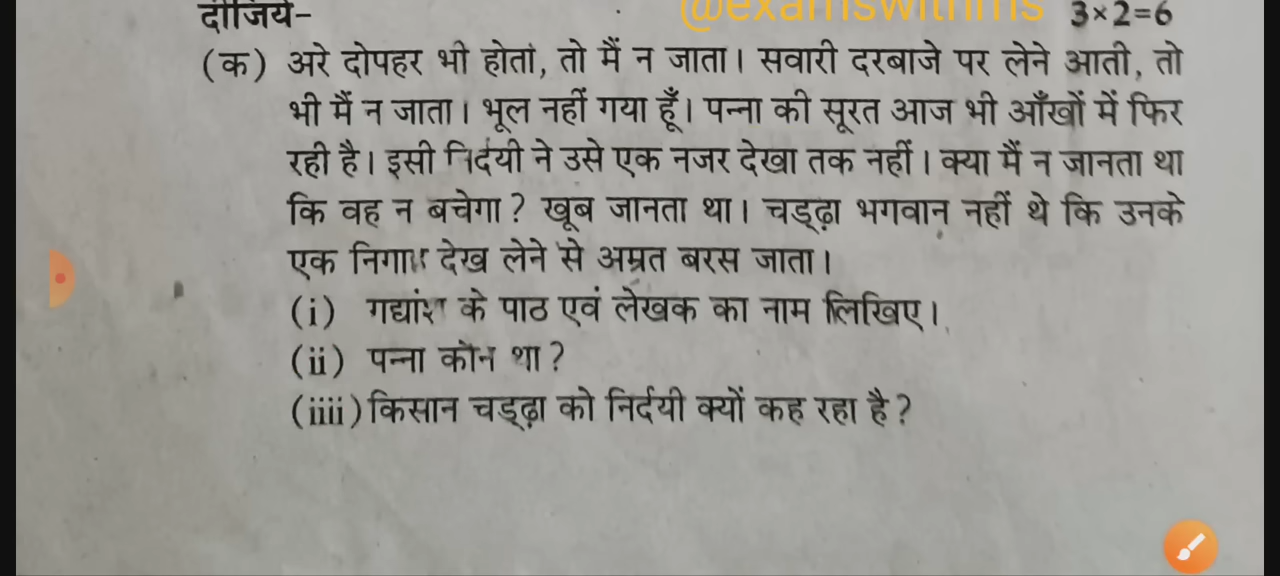 दीजिये- @examswithms 3×2=6
(क) अरे दोपहर भी होता, तो मैं न जाता। सवारी दरबाजे पर लेने आती, तो
भी मैं न जाता। भूल नहीं गया हूँ। पन्ना की सूरत आज भी आँखों में फिर
रही है। इसी निर्दयी ने उसे एक नजर देखा तक नहीं। क्या मैं न जानता था
कि वह न बचेगा? खूब जानता था। चड्ढ़ा भगवान नहीं थे कि उनके
एक निगाह देख लेने से अम्रत बरस जाता।
(i) गद्यांश के पाठ एवं लेखक का नाम लिखिए।
(ii) पन्ना कौन था?
(iiii) किसान चड्ढ़ा को निर्दयी क्यों कह रहा है?